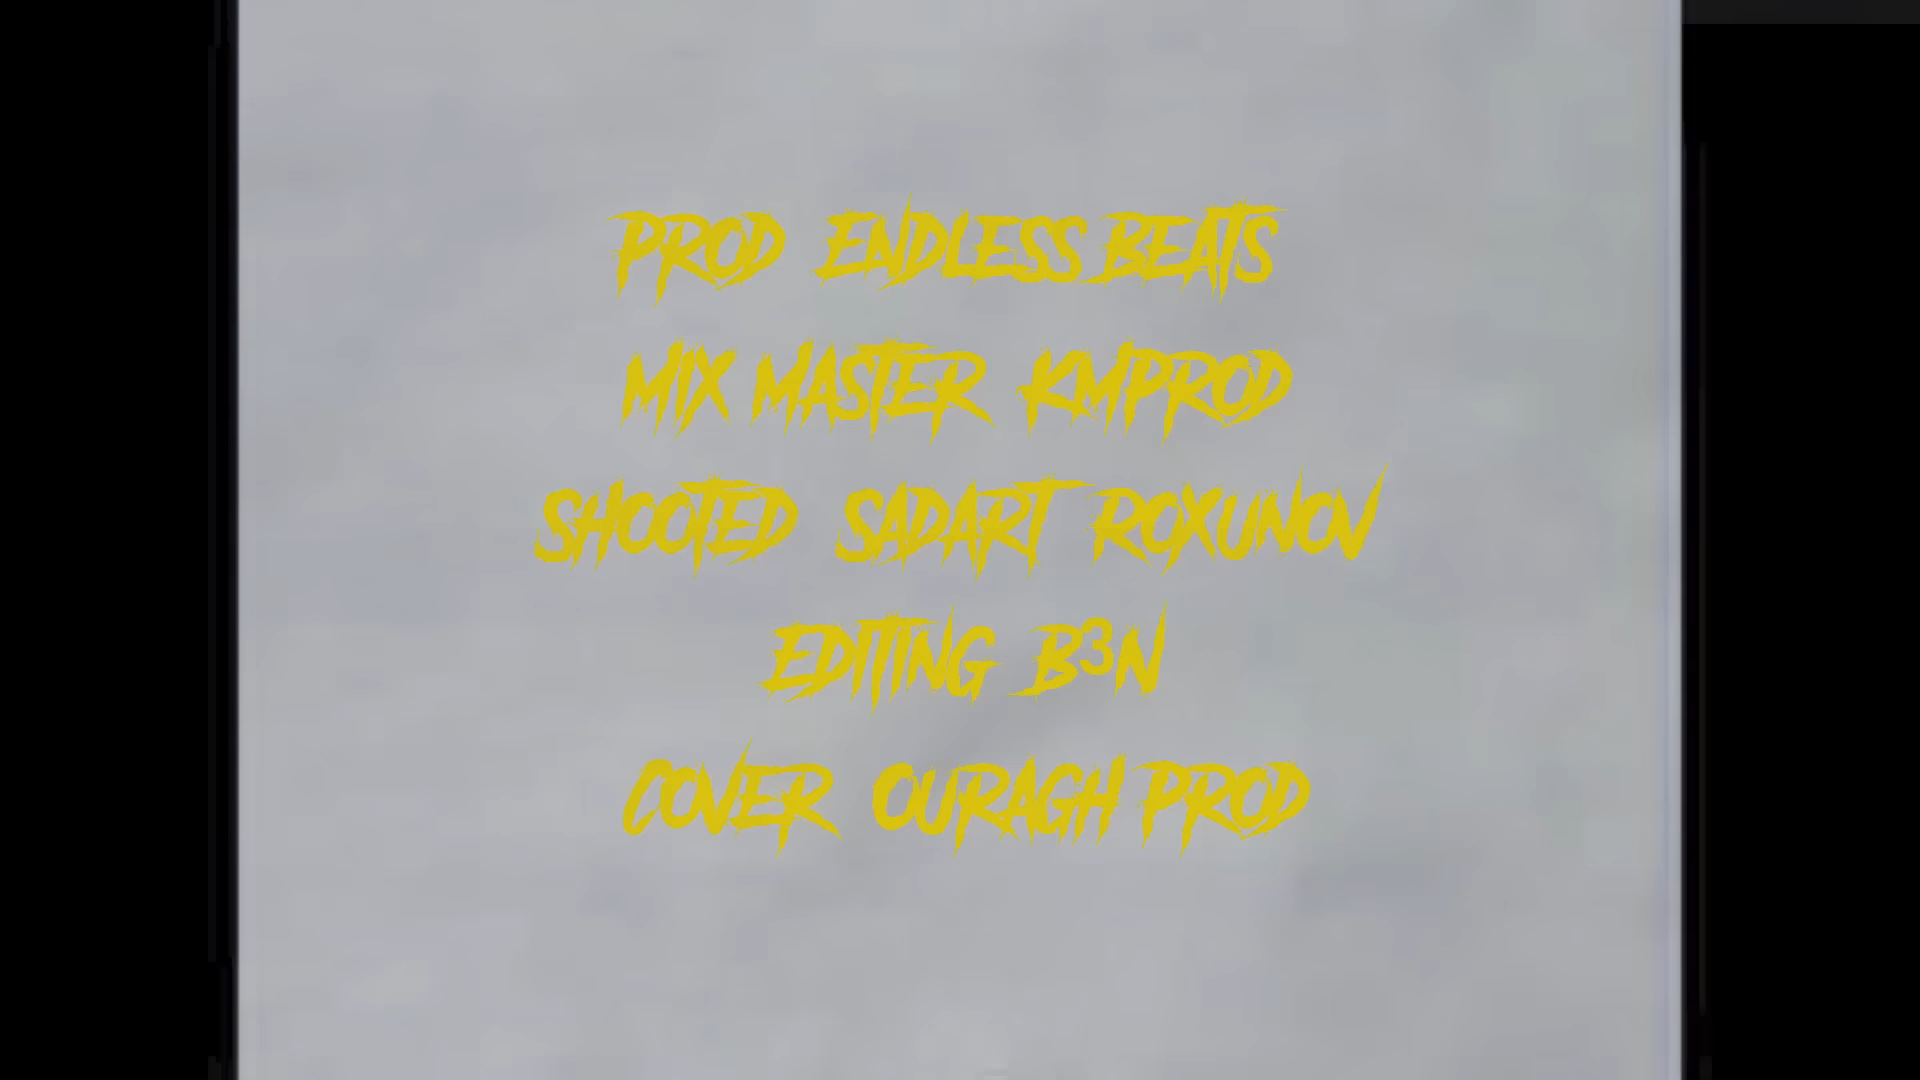 PROD ENDLESS BEATS
MIX MASTER KMPROD
SHOOTED SADART ROXUNOV
EDITING B3N
COVER OURAGH PROD